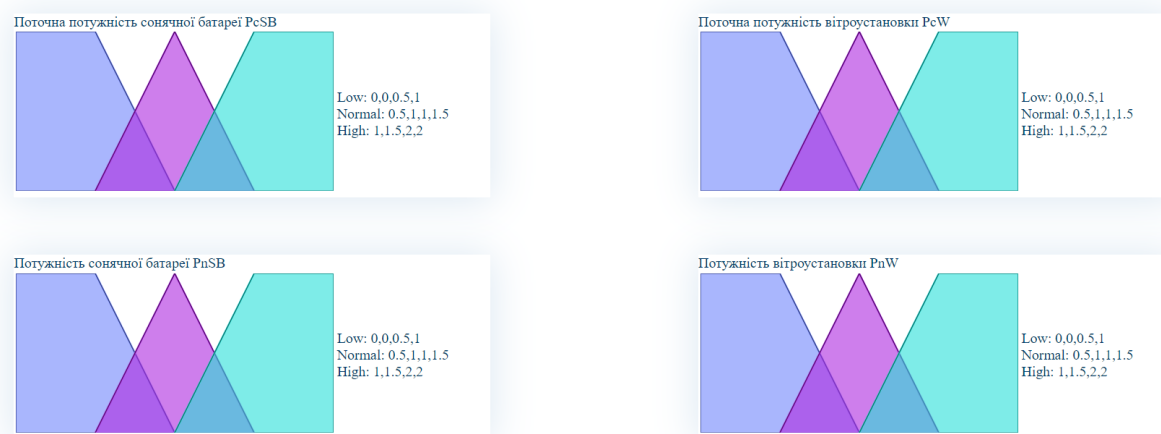 Поточна потужність сонячної батареї PcSB
Low: 0,0,0.5,1
Normal: 0.5,1,1,1.5
High: 1,1.5,2,2
Поточна потужність вітроустановки PcW
Low: 0,0,0.5,1
Normal: 0.5,1,1,1.5
High: 1,1.5,2,2
Потужність сонячної батареї PnSB
Low: 0,0,0.5,1
Normal: 0.5,1,1,1.5
High: 1,1.5,2,2
Потужність вітроустановки PnW
Low: 0,0,0.5,1
Normal: 0.5,1,1,1.5
High: 1,1.5,2,2